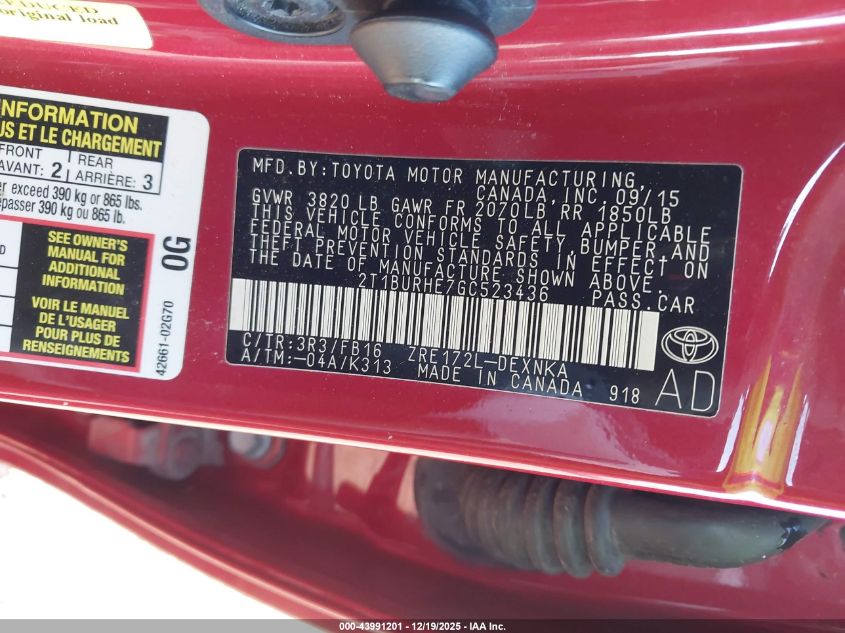 REDUCED
original load
INFORMATION
US ET LE CHARGEMENT
FRONT
AVANT: 2
REAR
ARRIÈRE: 3
er exceed 390 kg or 865 lbs.
épasser 390 kg ou 865 lb.
SEE OWNER'S
MANUAL FOR
ADDITIONAL
INFORMATION
VOIR LE MANUEL
DE L'USAGER
POUR PLUS DE
RENSEIGNEMENTS
0G
42661-02G70
MFD. BY: TOYOTA MOTOR MANUFACTURING,
CANADA, INC. 09/15
GVWR 3820 LB GAWR FR 2070LB RR 1850LB
THIS VEHICLE CONFORMS TO ALL APPLICABLE
FEDERAL MOTOR VEHICLE SAFETY, BUMPER, AND
THEFT PREVENTION STANDARDS IN EFFECT ON
THE DATE OF MANUFACTURE SHOWN ABOVE.
2T1BURHE7GC523436 PASS.CAR
C/TR: 3R3/FB16 ZRE172L-DEXNKA
A/TM: -04A/K313 MADE IN CANADA 918
AD
000-43991201 - 12/19/2025 - IAA Inc.